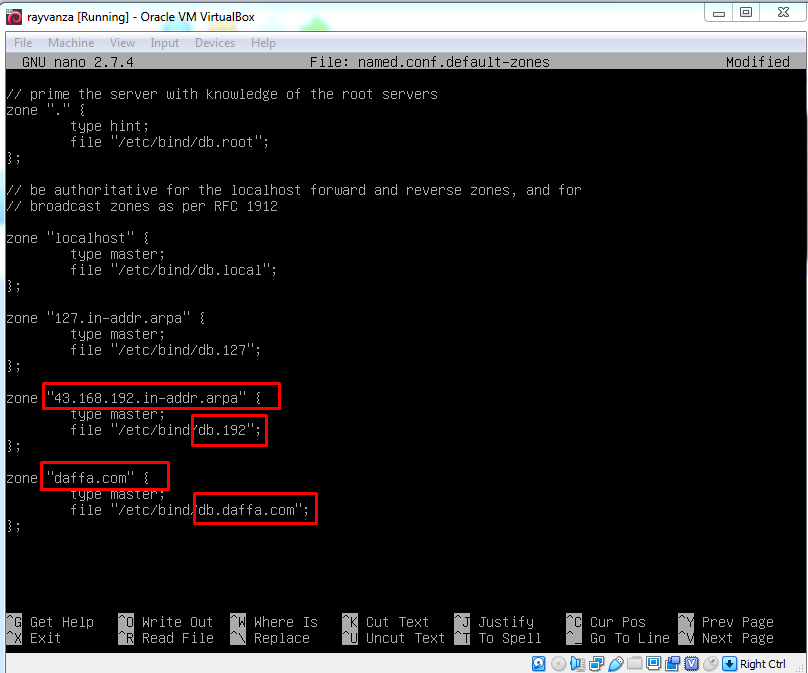 rayvanza [Running] - Oracle VM VirtualBox
File Machine View Input Devices Help
GNU nano 2.7.4 File: named.conf.default-zones Modified
// prime the server with knowledge of the root servers
zone "." {
type hint;
file "/etc/bind/db.root";
};
// be authoritative for the localhost forward and reverse zones, and for
// broadcast zones as per RFC 1912
zone "localhost" {
type master;
file "/etc/bind/db.local";
};
zone "127.in-addr.arpa" {
type master;
file "/etc/bind/db.127";
};
zone "43.168.192.in-addr.arpa" {
type master;
file "/etc/bind/db.192";
};
zone "daffa.com" {
type master;
file "/etc/bind/db.daffa.com";
};
^G Get Help ^O Write Out ^W Where Is ^K Cut Text ^J Justify ^C Cur Pos ^Y Prev Page
^X Exit ^R Read File ^\ Replace ^U Uncut Text ^T To Spell ^_ Go To Line ^V Next Page
Right Ctrl